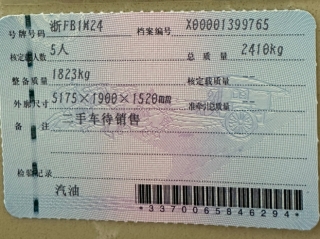 号牌号码 浙FB1M24 档案编号 X00001399765
核定载人数 5人 总质量 2410kg
整备质量 1823kg 核定载质量
外廓尺寸 5175×1900×1520mm 准牵引总质量
备注 二手车待销售
检验记录
汽油
*3370065846294*